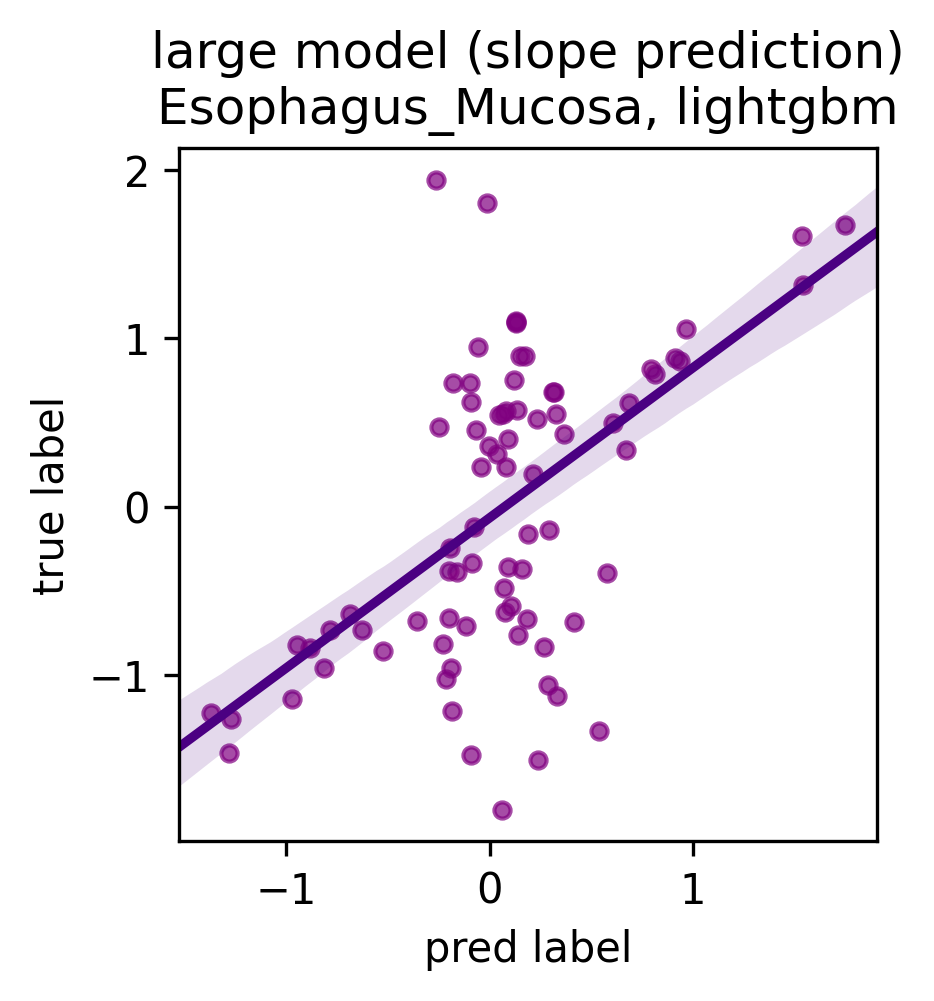 large model (slope prediction)
Esophagus_Mucosa, lightgbm
2
1
0
−1
true label
−1
0
1
pred label